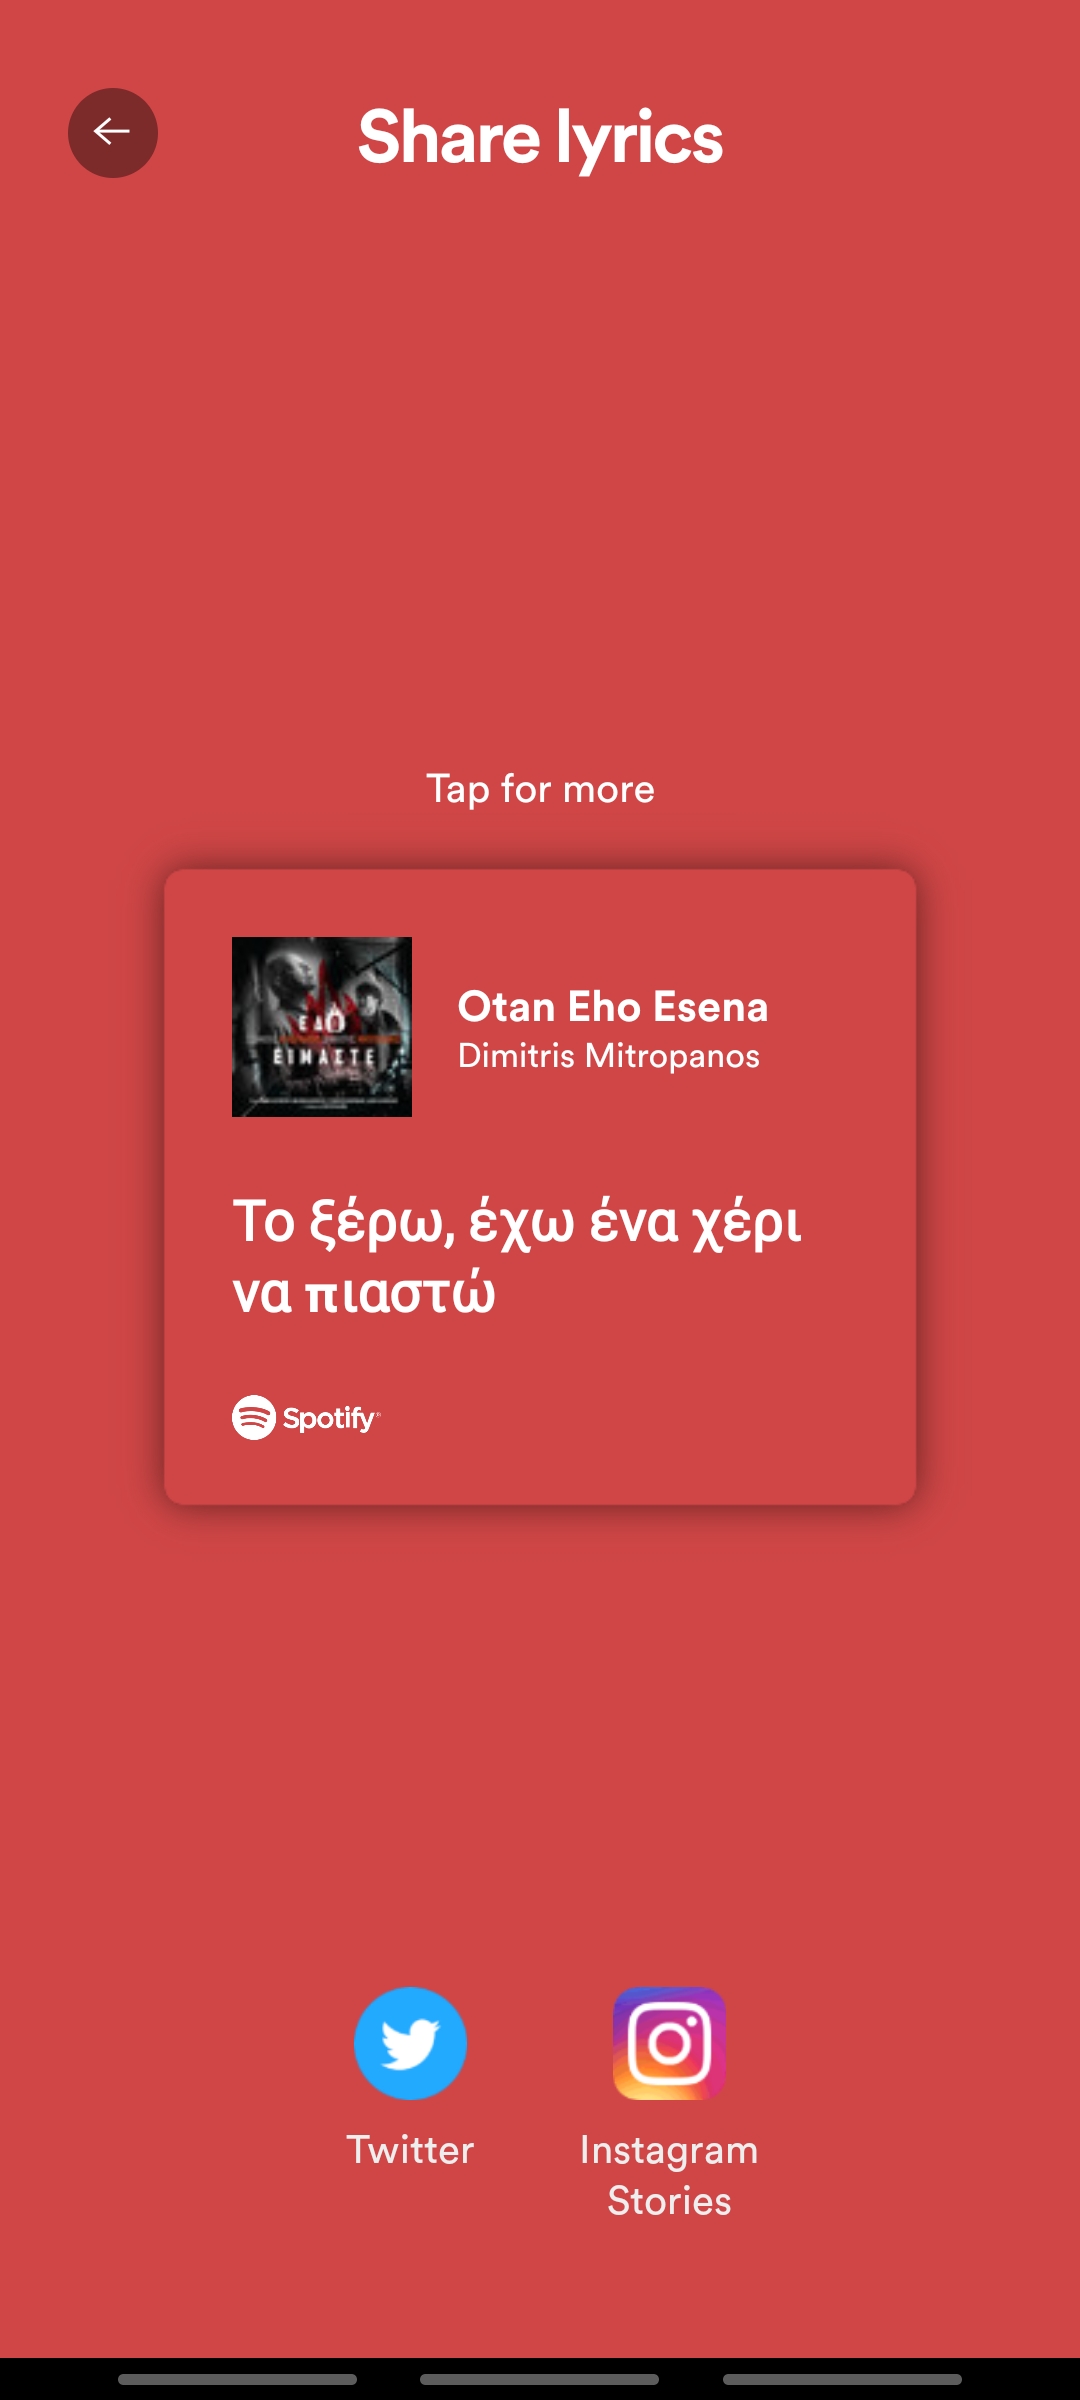 Share lyrics
Tap for more
ΕΔΩ
ΕΙΜΑΣΤΕ
Otan Eho Esena
Dimitris Mitropanos
Το ξέρω, έχω ένα χέρι
να πιαστώ
Spotify
Twitter
Instagram
Stories